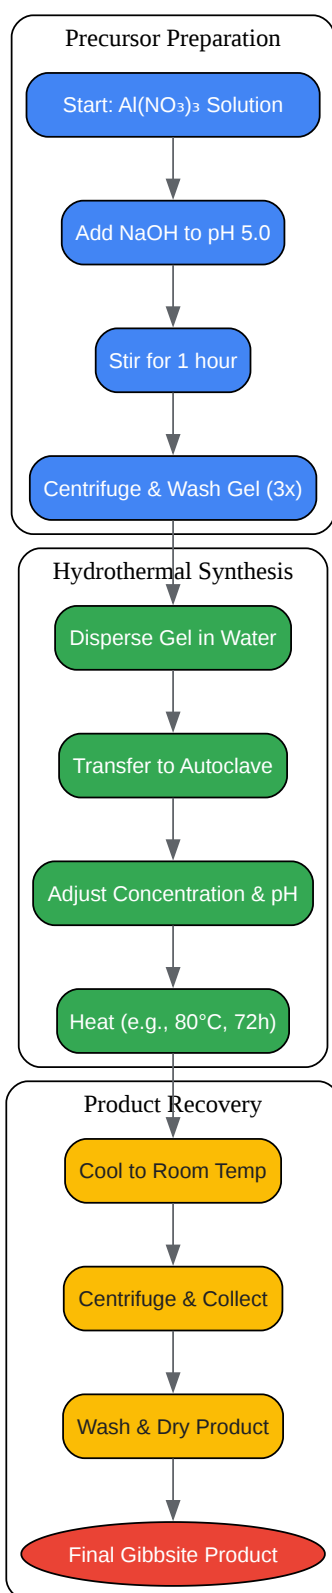 Precursor Preparation
Start: Al(NO₃)₃ Solution
Add NaOH to pH 5.0
Stir for 1 hour
Centrifuge & Wash Gel (3x)
Hydrothermal Synthesis
Disperse Gel in Water
Transfer to Autoclave
Adjust Concentration & pH
Heat (e.g., 80°C, 72h)
Product Recovery
Cool to Room Temp
Centrifuge & Collect
Wash & Dry Product
Final Gibbsite Product